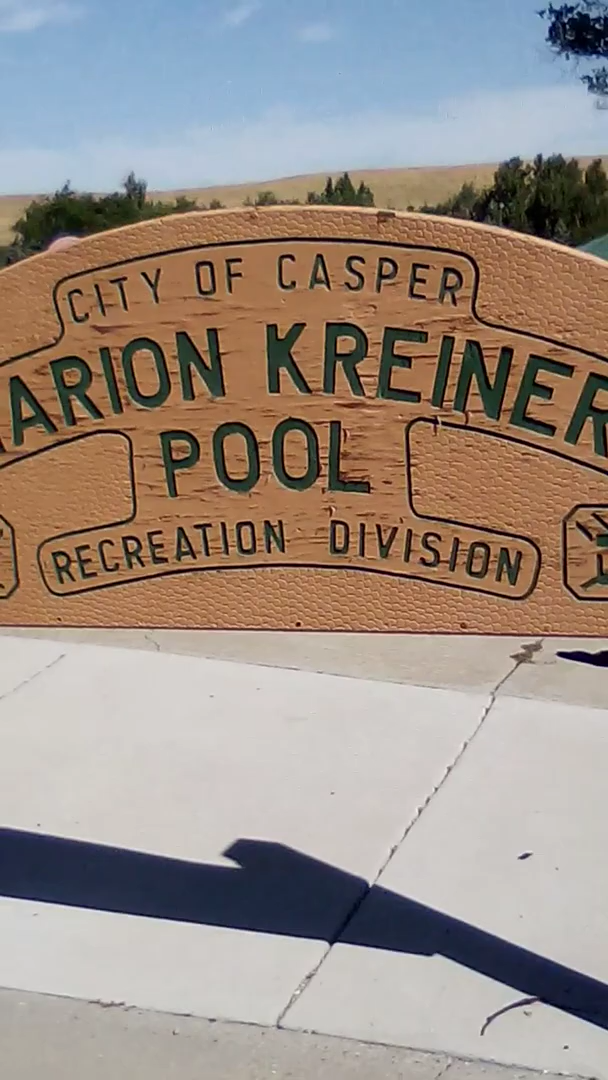 CITY OF CASPER
ARION KREINER
POOL
RECREATION DIVISION